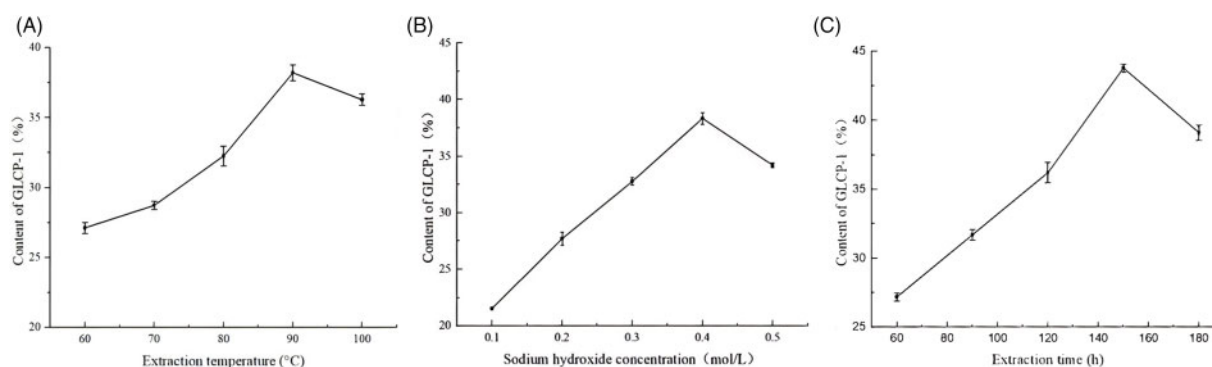 (A)
Content of GLCP-1 (%)
40
35
30
25
20
60 70 80 90 100
Extraction temperature (°C)
(B)
Content of GLCP-1 (%)
45
40
35
30
25
20
0.1 0.2 0.3 0.4 0.5
Sodium hydroxide concentration (mol/L)
(C)
Content of GLCP-1 (%)
45
40
35
30
25
60 80 100 120 140 160 180
Extraction time (h)